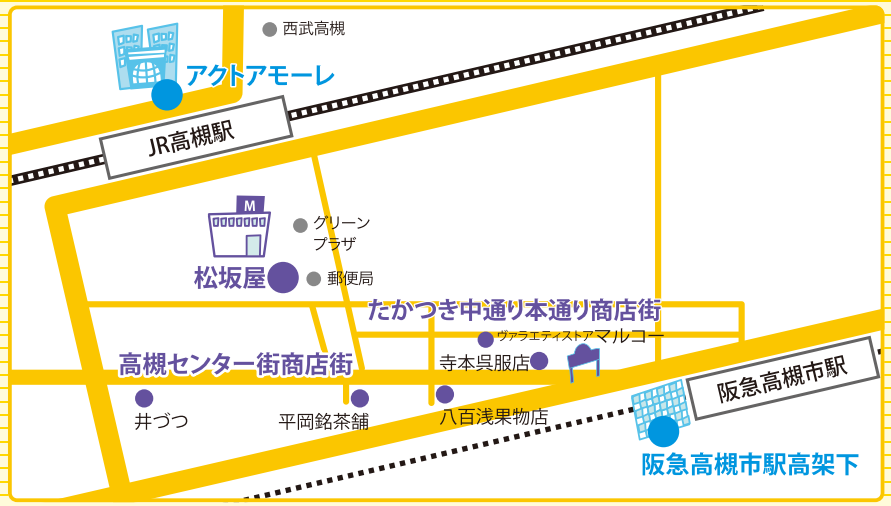 西武高槻
アクトアモーレ
JR高槻駅
M
グリーン
プラザ
松坂屋
郵便局
たかつき中通り本通り商店街
ヴァラエティストアマルコー
高槻センター街商店街
寺本呉服店
阪急高槻市駅
井づつ
平岡銘茶舗
八百浅果物店
阪急高槻市駅高架下